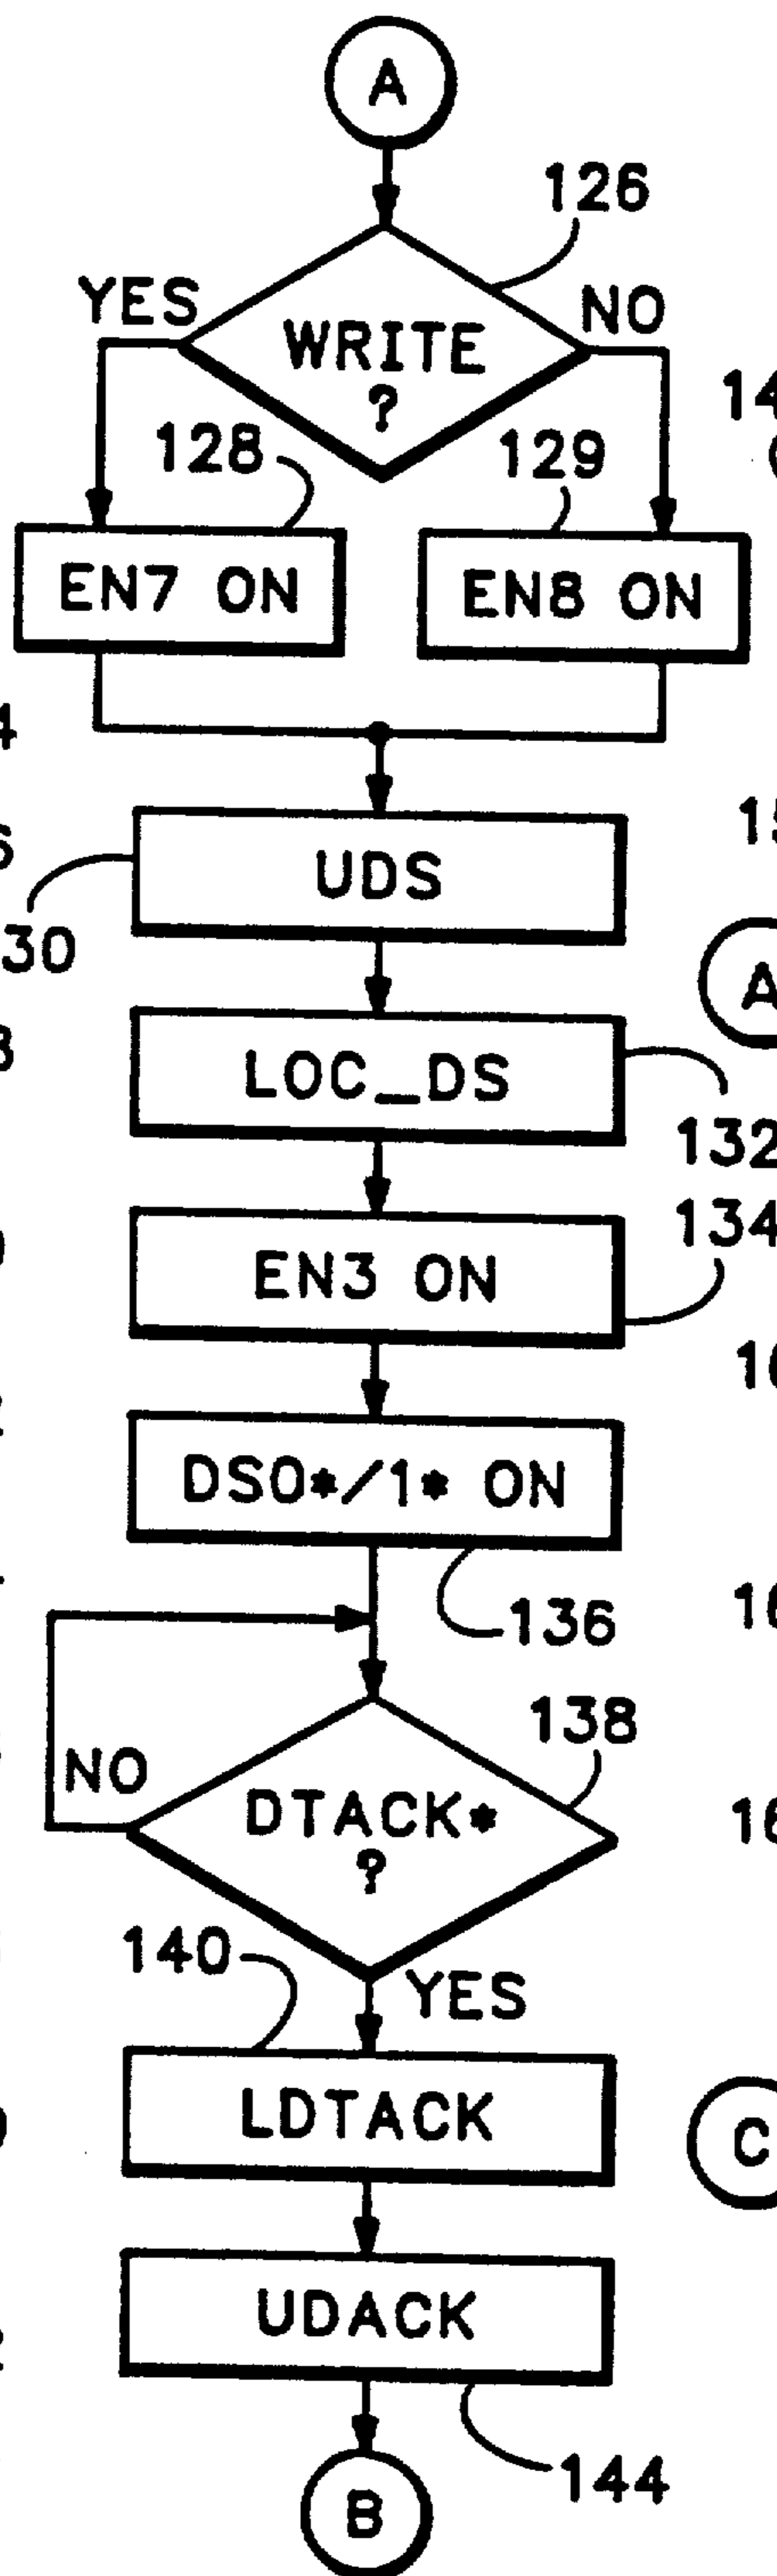 A
126
YES
NO
WRITE
?
128
129
EN7 ON
EN8 ON
UDS
30
A
LOC_DS
132
134
EN3 ON
DS0*/1* ON
136
138
NO
DTACK*
?
140
YES
LDTACK
C
UDACK
144
B